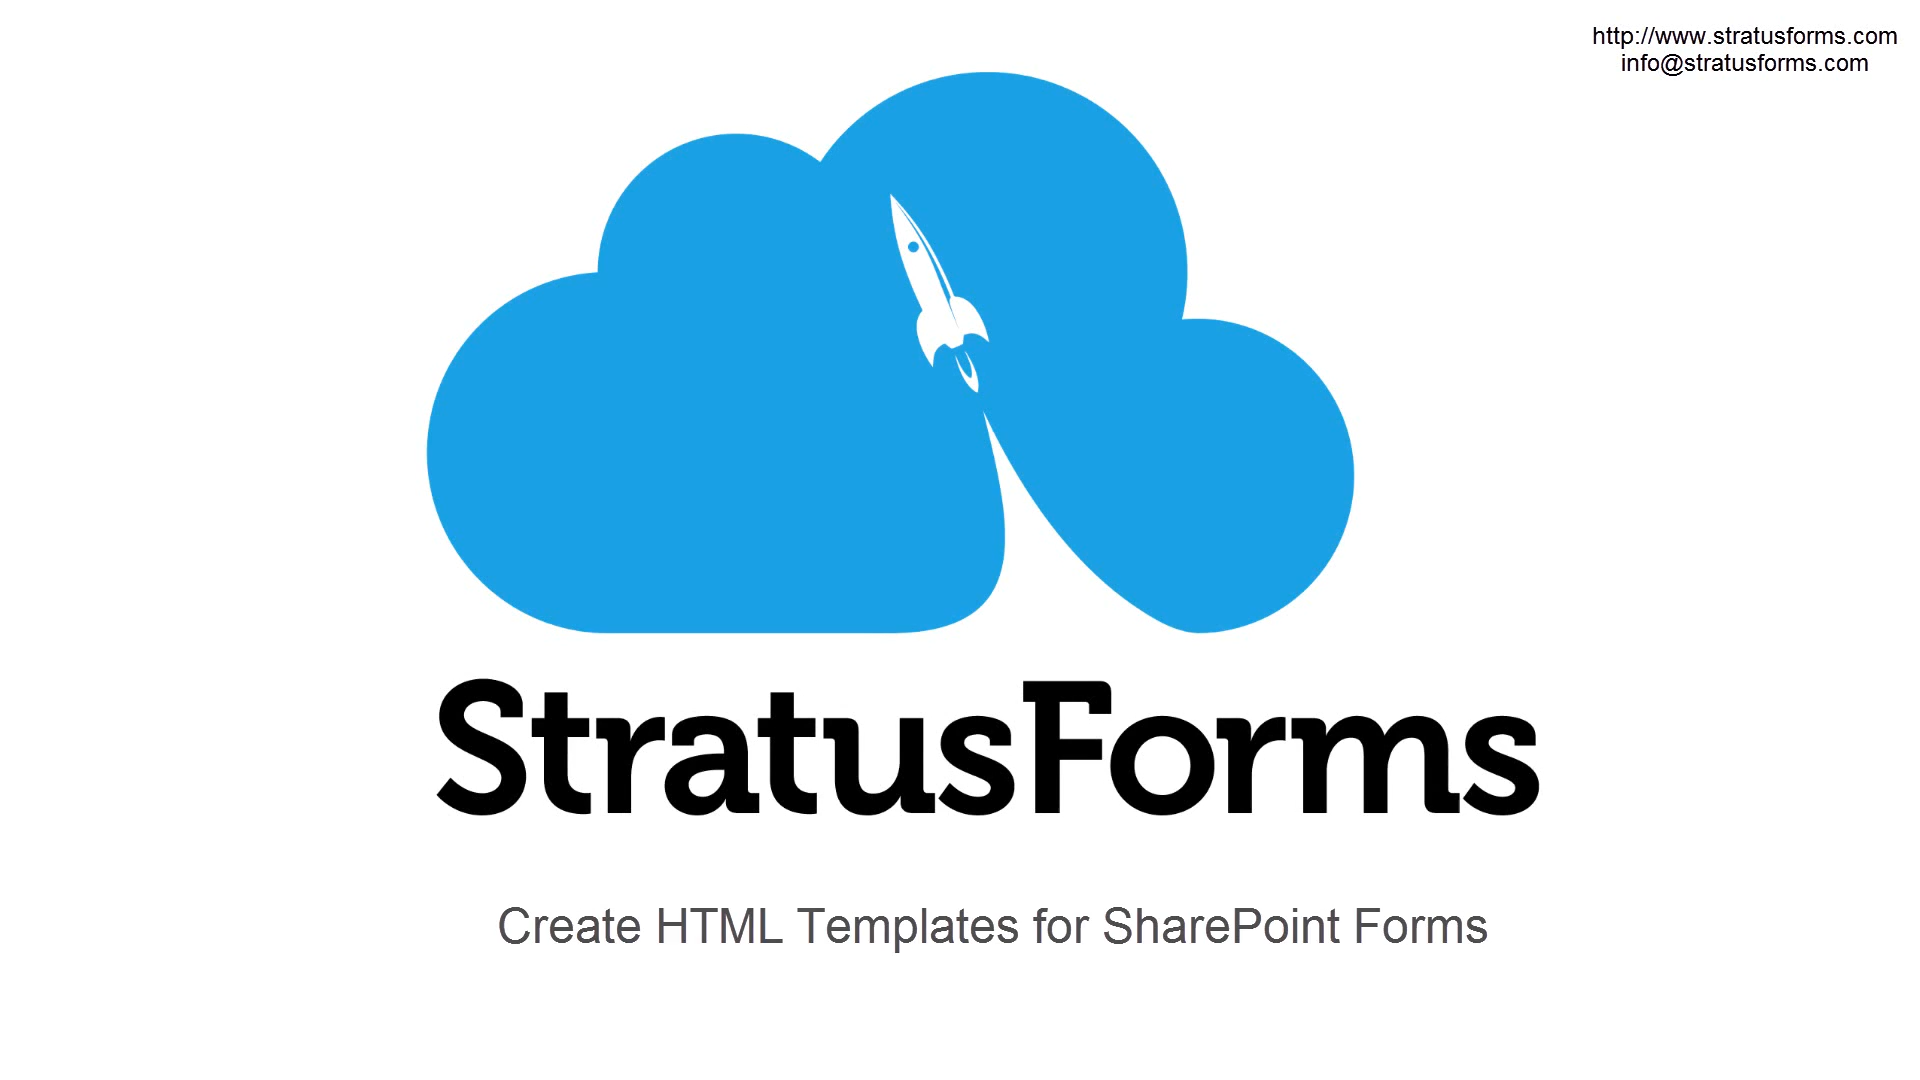 http://www.stratusforms.com
info@stratusforms.com
StratusForms
Create HTML Templates for SharePoint Forms